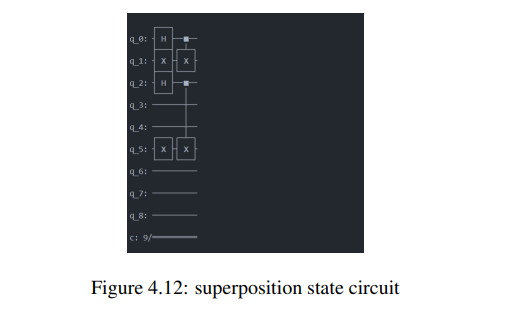 q_0: H
q_1: X X
q_2: H
q_3:
q_4:
q_5: X X
q_6:
q_7:
q_8:
c: 9/
Figure 4.12: superposition state circuit